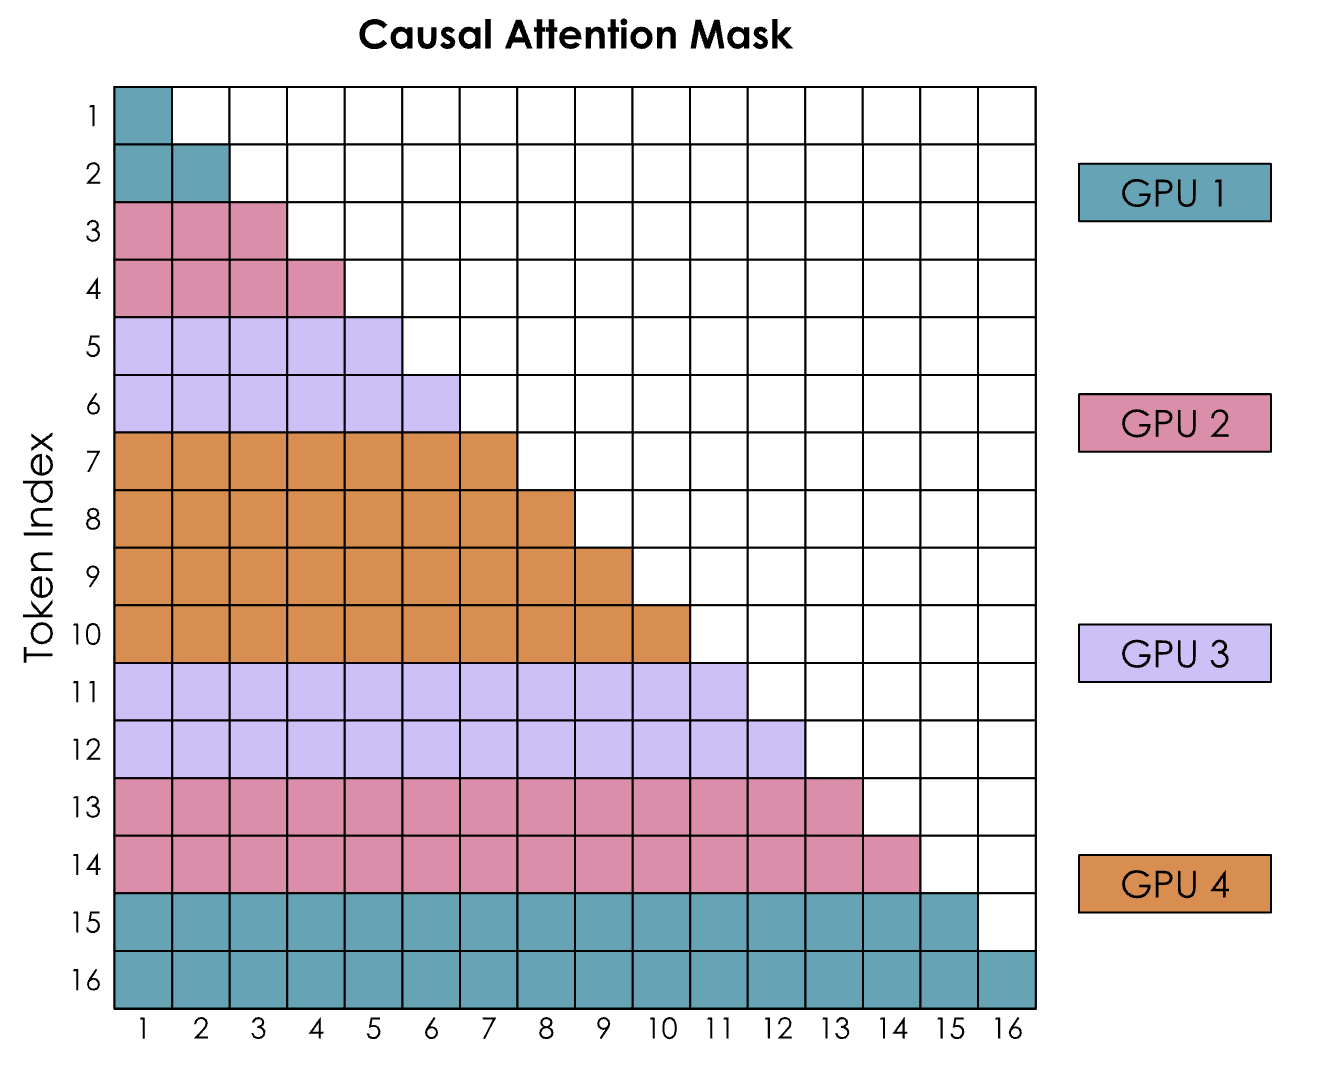 Causal Attention Mask
Token Index
1
2
3
4
5
6
7
8
9
10
11
12
13
14
15
16
1 2 3 4 5 6 7 8 9 10 11 12 13 14 15 16
GPU 1
GPU 2
GPU 3
GPU 4